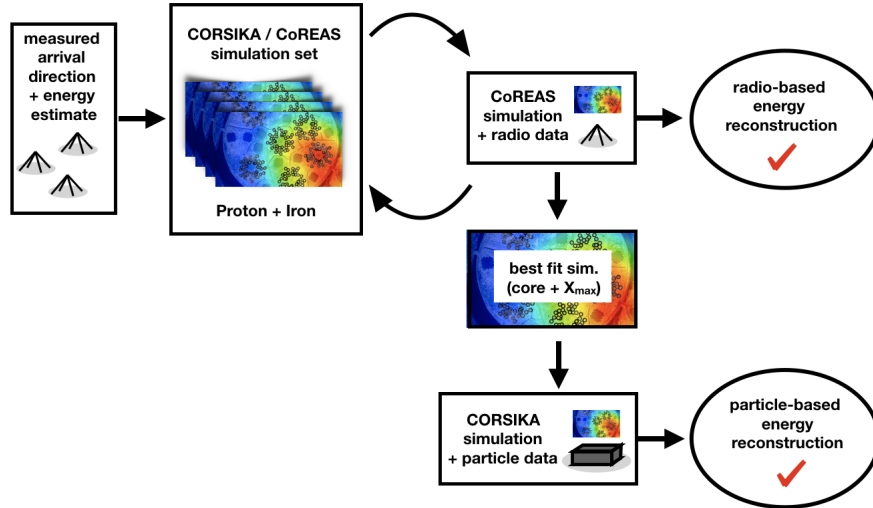 measured
arrival
direction
+ energy
estimate
CORSIKA / CoREAS
simulation set
Proton + Iron
CoREAS
simulation
+ radio data
radio-based
energy
reconstruction
best fit sim.
(core + Xmax)
CORSIKA
simulation
+ particle data
particle-based
energy
reconstruction